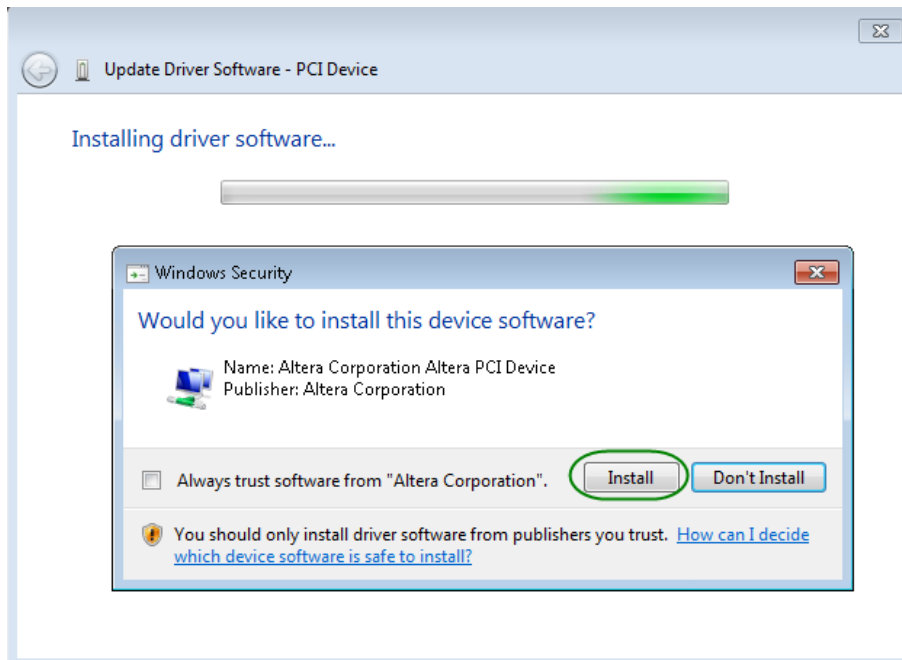 Update Driver Software - PCI Device
Installing driver software...
Windows Security
Would you like to install this device software?
Name: Altera Corporation Altera PCI Device
Publisher: Altera Corporation
Always trust software from "Altera Corporation".
Install
Don't Install
You should only install driver software from publishers you trust. How can I decide
which device software is safe to install?